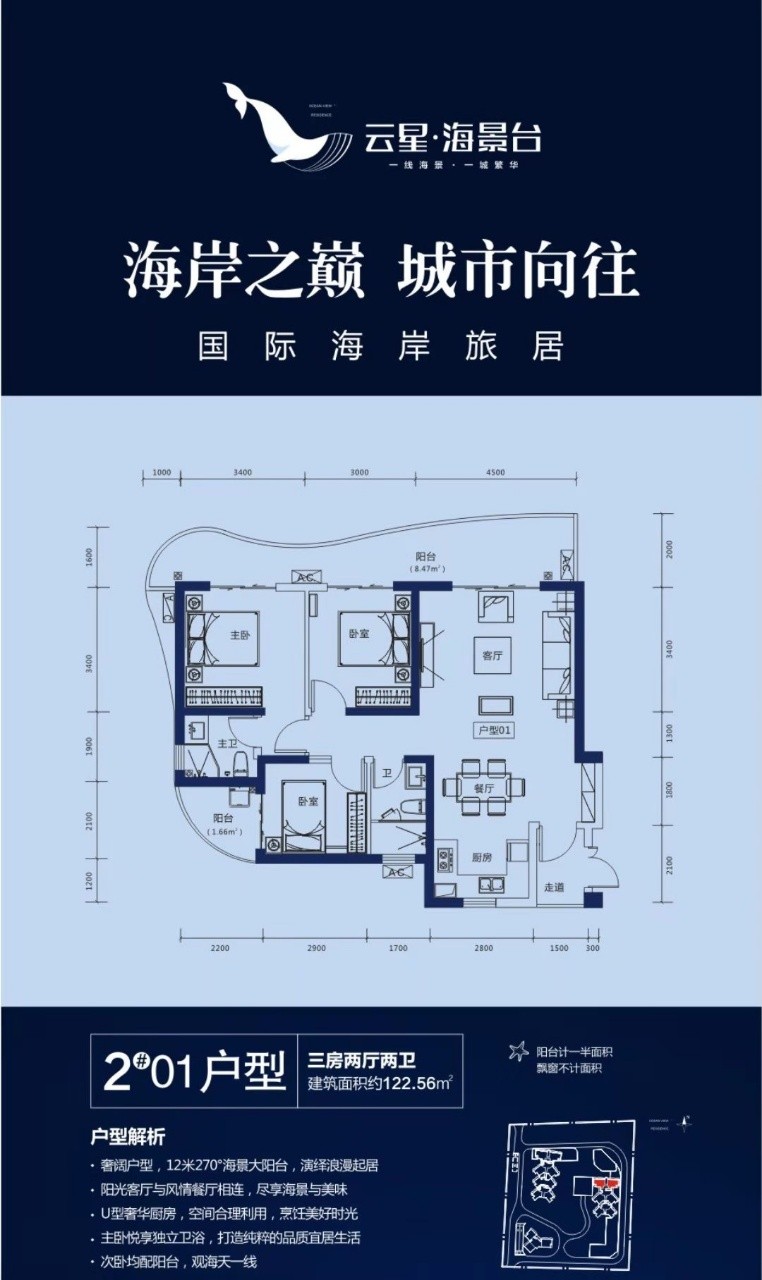 OCEAN VIEW
RESIDENCE
云星·海景台
一线海景·一城繁华
海岸之巅 城市向往
国际海岸旅居
1000 3400 3000 4500
1600
3400
1900
2100
1200
2000
3400
1300
1800
2100
阳台
(8.47㎡)
AC
AC
主卧
卧室
客厅
户型01
主卫
卫
餐厅
卧室
阳台
(1.66㎡)
厨房
AC
走道
2200 2900 1700 2800 1500 300
2#01户型
三房两厅两卫
建筑面积约122.56㎡
阳台计一半面积
飘窗不计面积
户型解析
· 奢阔户型，12米270°海景大阳台，演绎浪漫起居
· 阳光客厅与风情餐厅相连，尽享海景与美味
· U型奢华厨房，空间合理利用，烹饪美好时光
· 主卧悦享独立卫浴，打造纯粹的品质宜居生活
· 次卧均配阳台，观海天一线